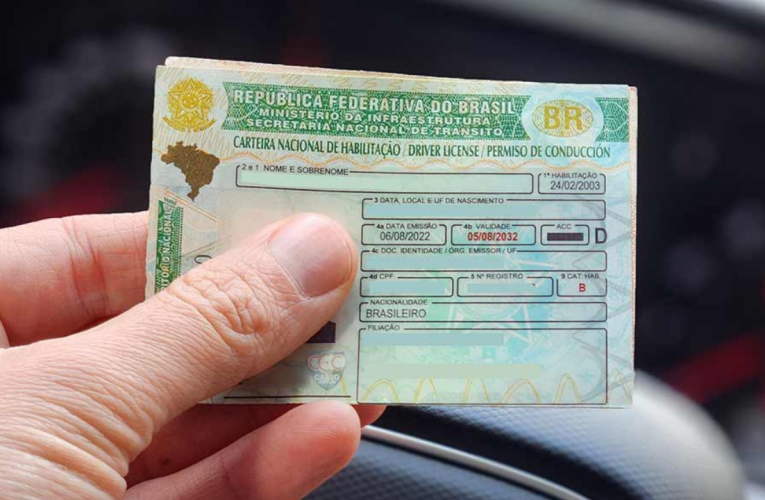 REPÚBLICA FEDERATIVA DO BRASIL
MINISTÉRIO DA INFRAESTRUTURA
SECRETARIA NACIONAL DE TRÂNSITO
BR
CARTEIRA NACIONAL DE HABILITAÇÃO / DRIVER LICENSE / PERMISO DE CONDUCCIÓN
2 e 1 NOME E SOBRENOME
1ª HABILITAÇÃO
24/02/2003
3 DATA, LOCAL E UF DE NASCIMENTO
4a DATA EMISSÃO
06/08/2022
4b VALIDADE
05/08/2032
ACC
D
4c DOC. IDENTIDADE / ÓRG. EMISSOR / UF
4d CPF
5 Nº REGISTRO
9 CAT. HAB.
B
NACIONALIDADE
BRASILEIRO
FILIAÇÃO
NACIONAL